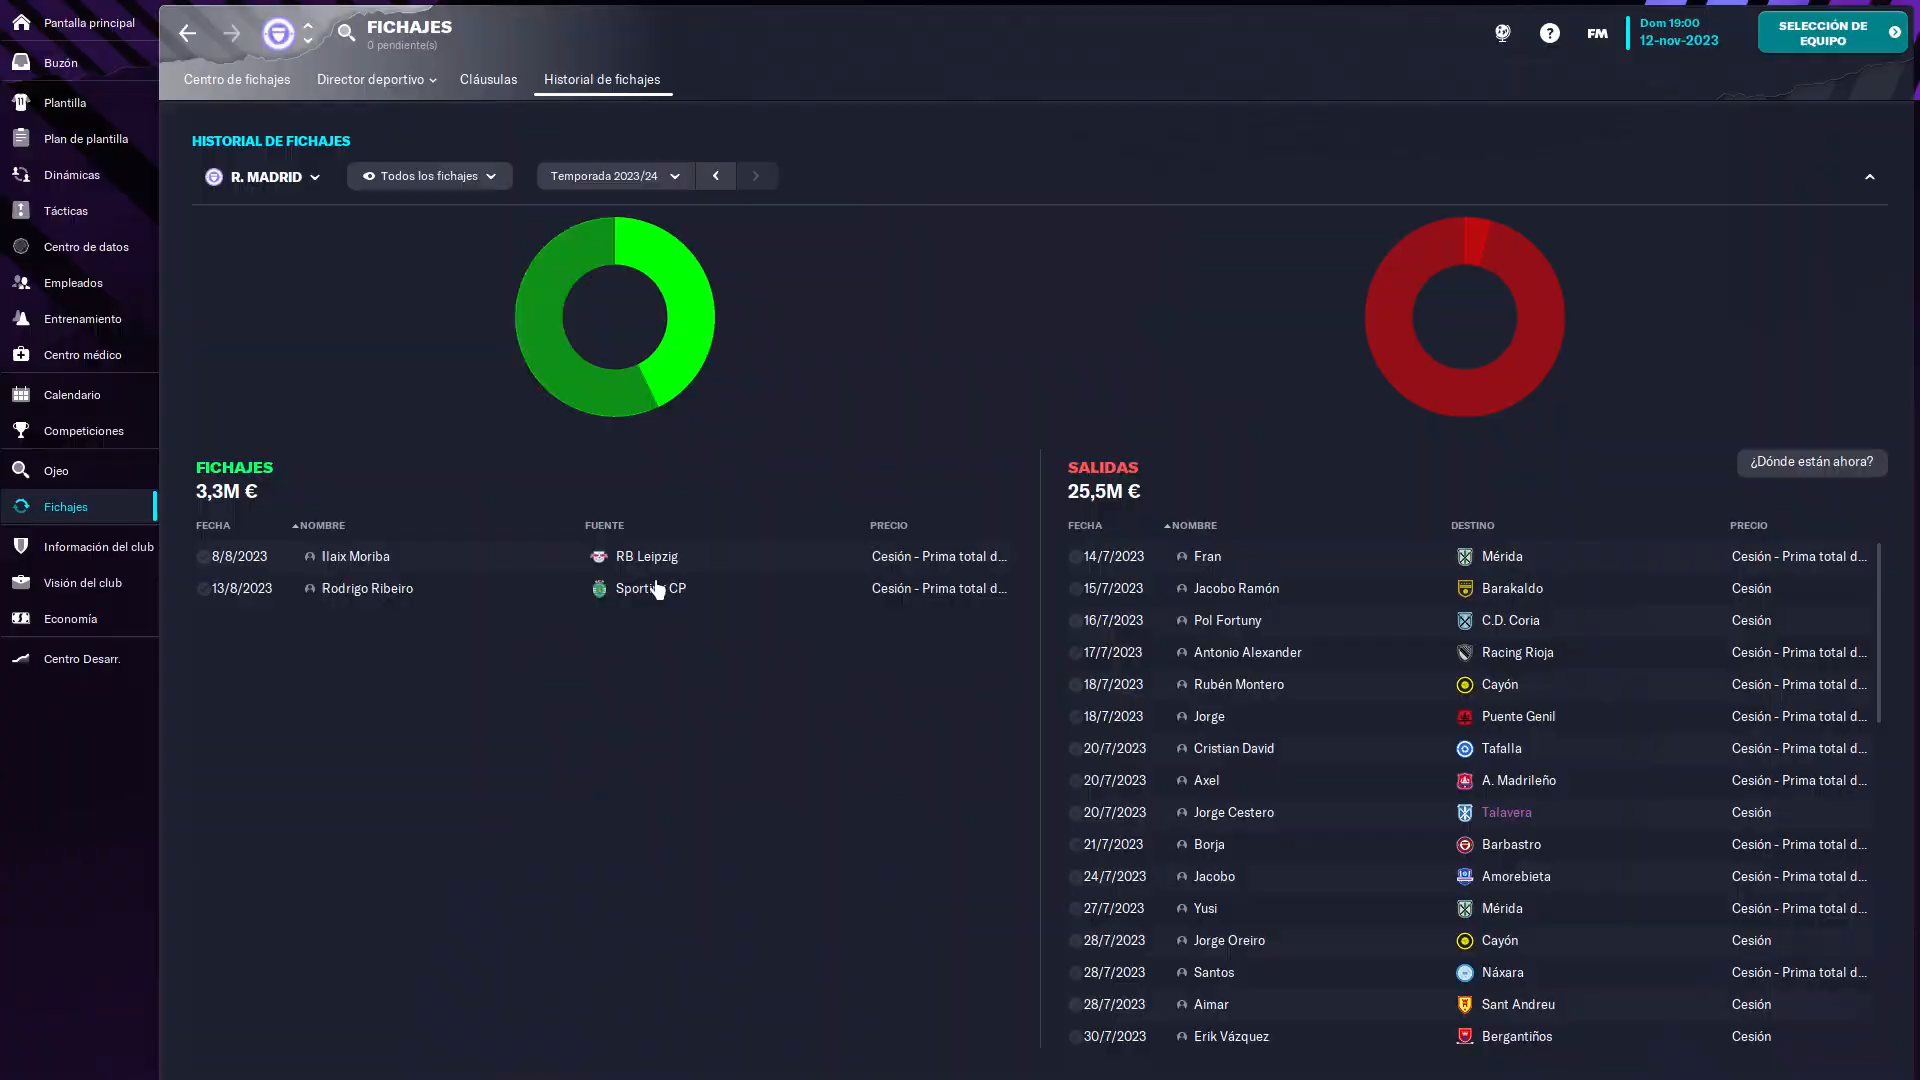 Pantalla principal
Buzón
Plantilla
Plan de plantilla
Dinámicas
Tácticas
Centro de datos
Empleados
Entrenamiento
Centro médico
Calendario
Competiciones
Ojeo
Fichajes
Información del club
Visión del club
Economía
Centro Desarr.
FICHAJES
0 pendiente(s)
FM
Dom 19:00
12-nov-2023
SELECCIÓN DE
EQUIPO
Centro de fichajes Director deportivo Cláusulas Historial de fichajes
HISTORIAL DE FICHAJES
R. MADRID Todos los fichajes Temporada 2023/24
FICHAJES
3,3M €
FECHA NOMBRE FUENTE PRECIO
8/8/2023 Ilaix Moriba RB Leipzig Cesión - Prima total d...
13/8/2023 Rodrigo Ribeiro CP Cesión - Prima total d...
SALIDAS
25,5M €
¿Dónde están ahora?
FECHA NOMBRE DESTINO PRECIO
14/7/2023 Fran Mérida Cesión - Prima total d...
15/7/2023 Jacobo Ramón Barakaldo Cesión
16/7/2023 Pol Fortuny C.D. Coria Cesión
17/7/2023 Antonio Alexander Racing Rioja Cesión - Prima total d...
18/7/2023 Rubén Montero Cayón Cesión - Prima total d...
18/7/2023 Jorge Puente Genil Cesión - Prima total d...
20/7/2023 Cristian David Tafalla Cesión - Prima total d...
20/7/2023 Axel A. Madrileño Cesión - Prima total d...
20/7/2023 Jorge Cestero Talavera Cesión
21/7/2023 Borja Barbastro Cesión - Prima total d...
24/7/2023 Jacobo Amorebieta Cesión - Prima total d...
27/7/2023 Yusi Mérida Cesión - Prima total d...
28/7/2023 Jorge Oreiro Cayón Cesión
28/7/2023 Santos Náxara Cesión - Prima total d...
28/7/2023 Aimar Sant Andreu Cesión
30/7/2023 Erik Vázquez Bergantiños Cesión